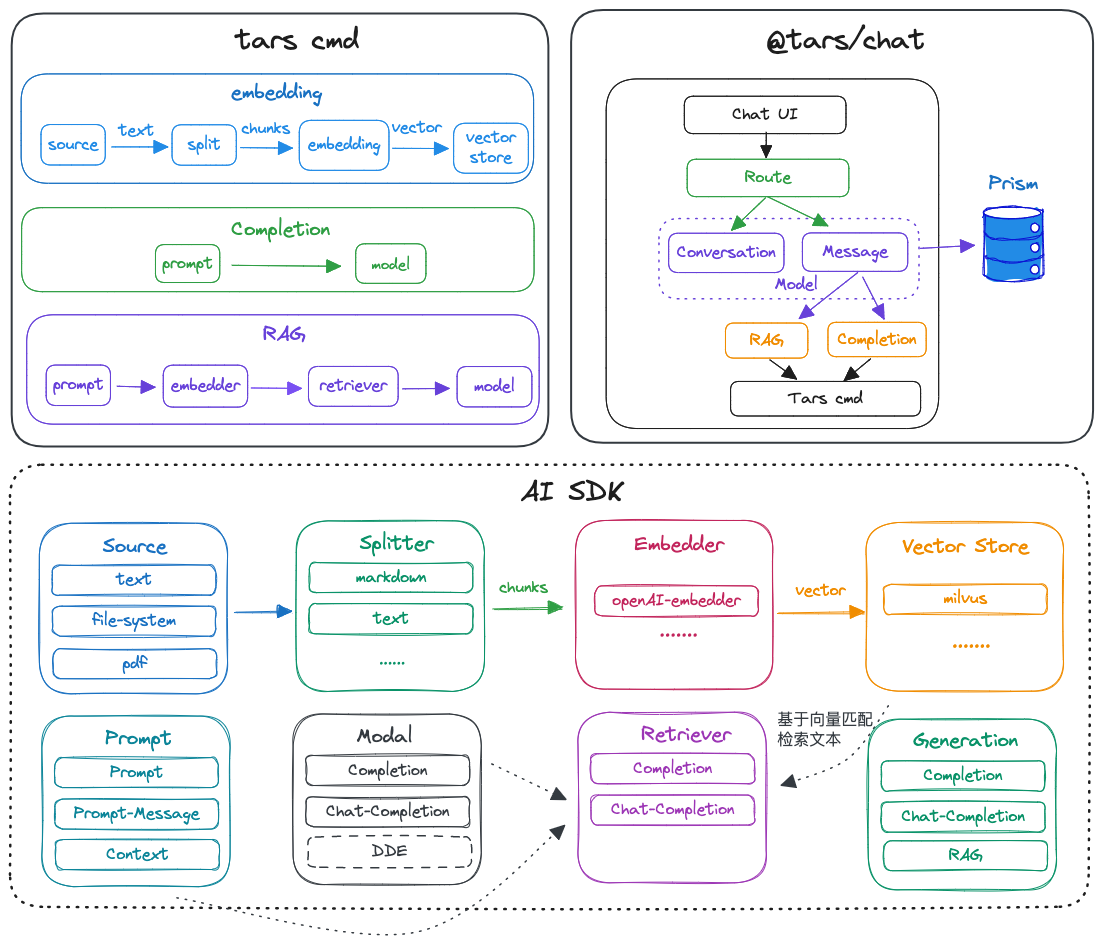 tars cmd
embedding
source
text
split
chunks
embedding
vector
vector
store
Completion
prompt
model
RAG
prompt
embedder
retriever
model
@tars/chat
Chat UI
Route
Conversation
Message
Model
RAG
Completion
Tars cmd
Prism
AI SDK
Source
text
file-system
pdf
Splitter
markdown
text
......
chunks
Embedder
openAI-embedder
.......
vector
Vector Store
milvus
.......
Prompt
Prompt
Prompt-Message
Context
Modal
Completion
Chat-Completion
DDE
Retriever
Completion
Chat-Completion
基于向量匹配
检索文本
Generation
Completion
Chat-Completion
RAG